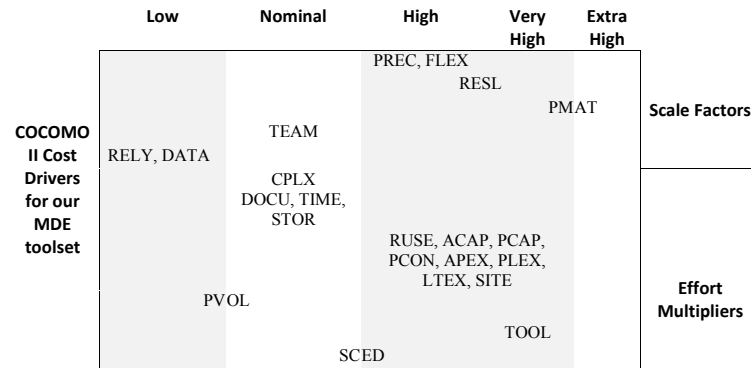 Low Nominal High Very High Extra High
PREC, FLEX
RESL
PMAT
Scale Factors
TEAM
COCOMO II Cost Drivers for our MDE toolset
RELY, DATA
CPLX
DOCU, TIME,
STOR
RUSE, ACAP, PCAP,
PCON, APEX, PLEX,
LTEX, SITE
Effort
Multipliers
PVOL
TOOL
SCED